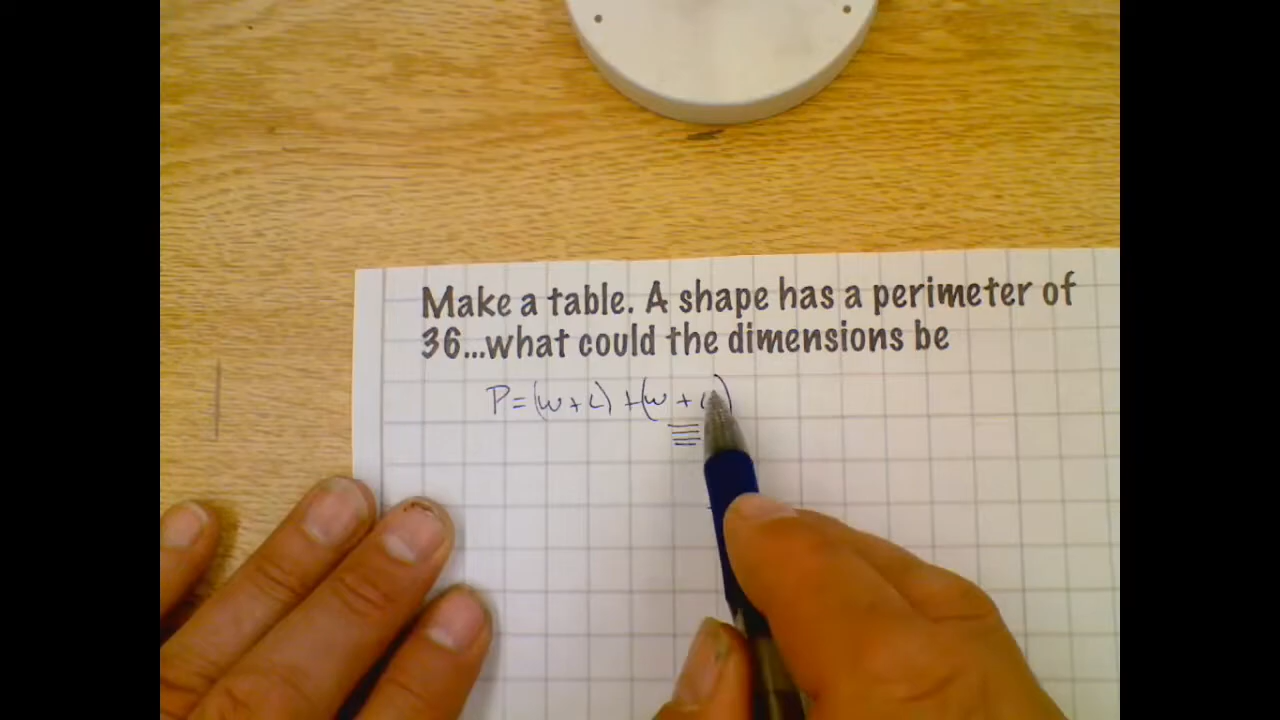 Make a table. A shape has a perimeter of
36...what could the dimensions be
P = (w + L) + (w + L)